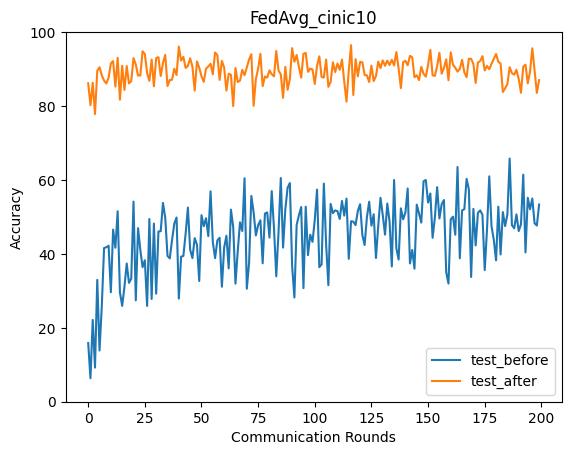 FedAvg_cinic10
100
80
60
40
20
0
Accuracy
0 25 50 75 100 125 150 175 200
Communication Rounds
test_before
test_after